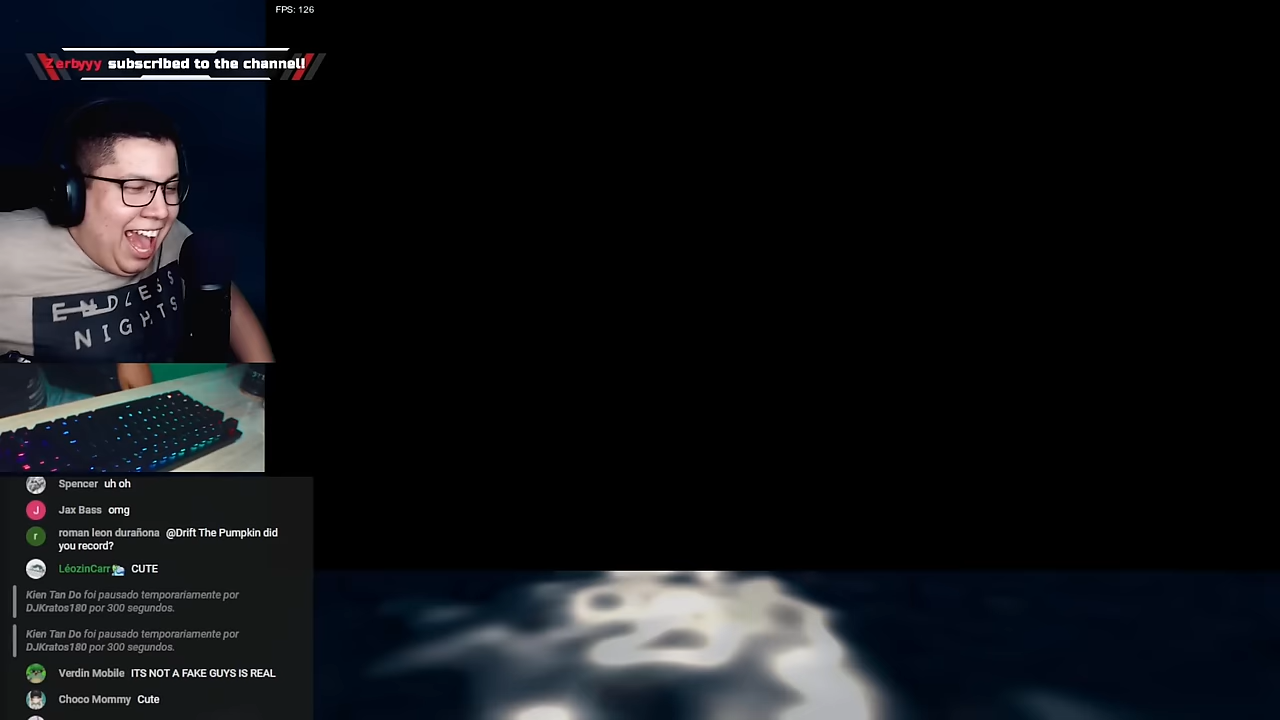 FPS: 126
Zerbyyy subscribed to the channel!
ENDLESS
NIGHTS
Spencer uh oh
J Jax Bass omg
r roman leon durañona @Drift The Pumpkin did
you record?
LéozinCarr CUTE
Kien Tan Do foi pausado temporariamente por
DJKratos180 por 300 segundos.
Kien Tan Do foi pausado temporariamente por
DJKratos180 por 300 segundos.
Verdin Mobile ITS NOT A FAKE GUYS IS REAL
Choco Mommy Cute